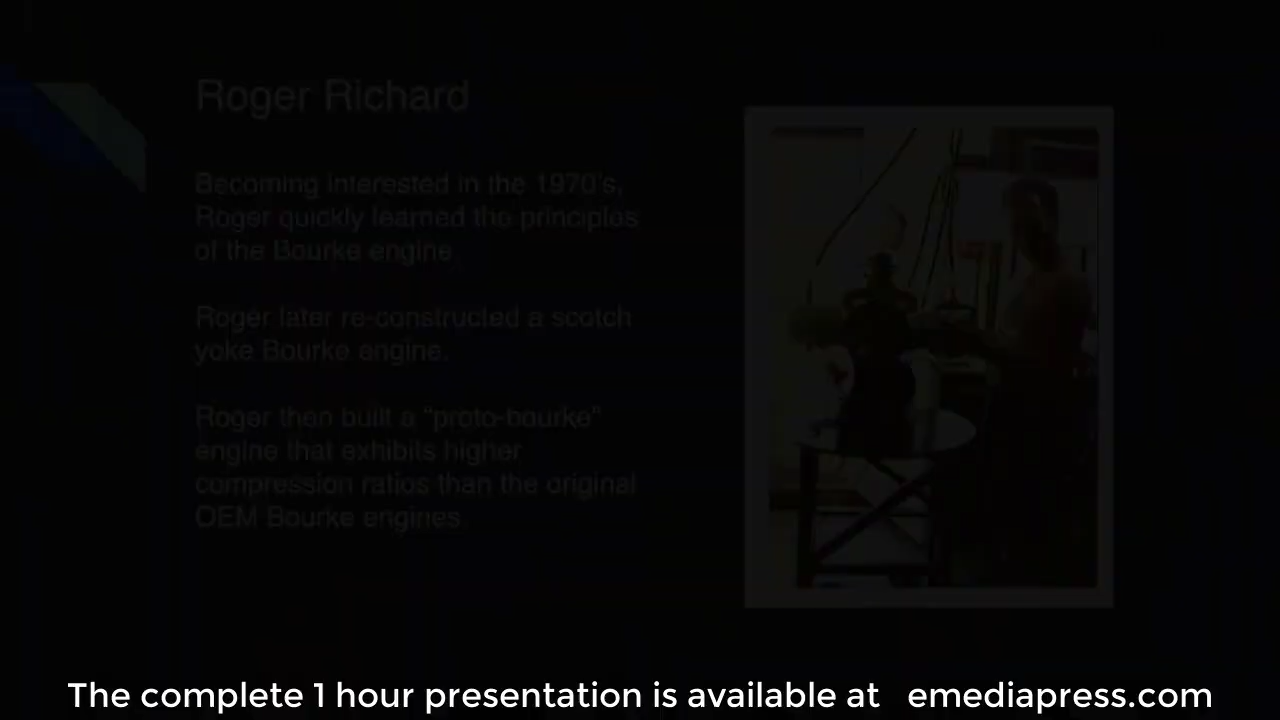 Roger Richard
Becoming interested in the 1970's,
Roger quickly learned the principles
of the Bourke engine.
Roger later re-constructed a scotch
yoke Bourke engine.
Roger then built a "proto-bourke"
engine that exhibits higher
compression ratios than the original
OEM Bourke engines.
The complete 1 hour presentation is available at emediapress.com